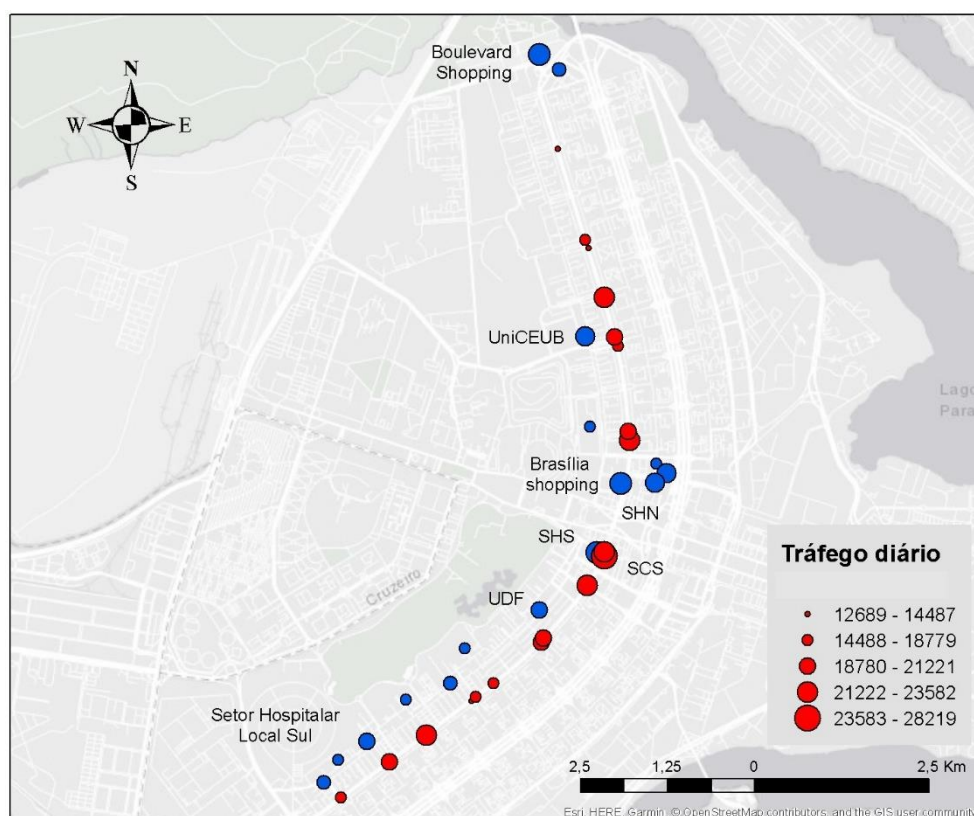 Boulevard
Shopping
N
W
E
S
UniCEUB
Lago
Para
Brasília
shopping
SHN
SHS
SCS
Cruzeiro
UDF
Tráfego diário
12689 - 14487
14488 - 18779
18780 - 21221
21222 - 23582
23583 - 28219
Setor Hospitalar
Local Sul
2,5 1,25 0 2,5 Km
Esri, HERE, Garmin, © OpenStreetMap contributors, and the GIS user community